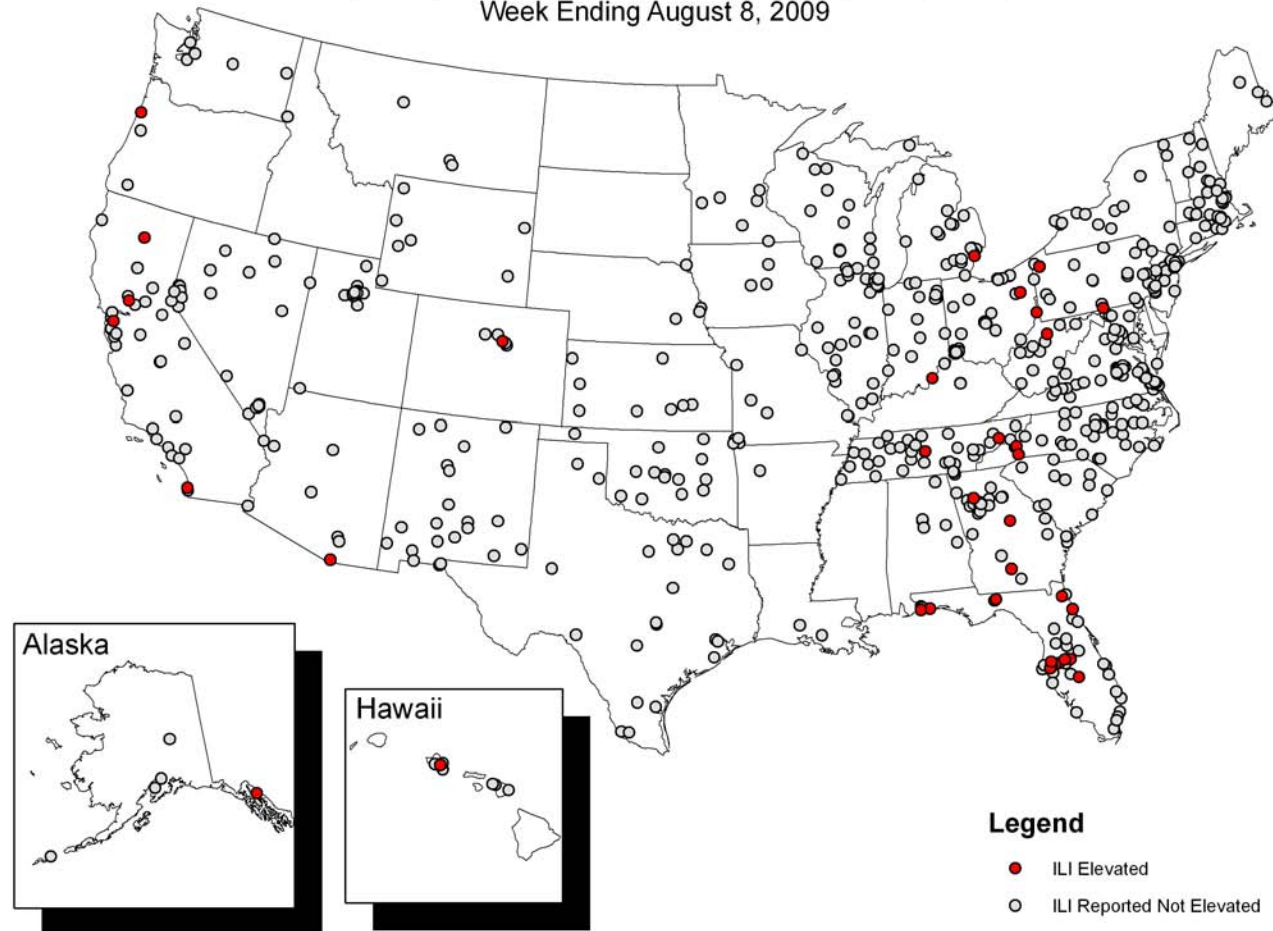 Week Ending August 8, 2009
Alaska
Hawaii
Legend
ILI Elevated
ILI Reported Not Elevated